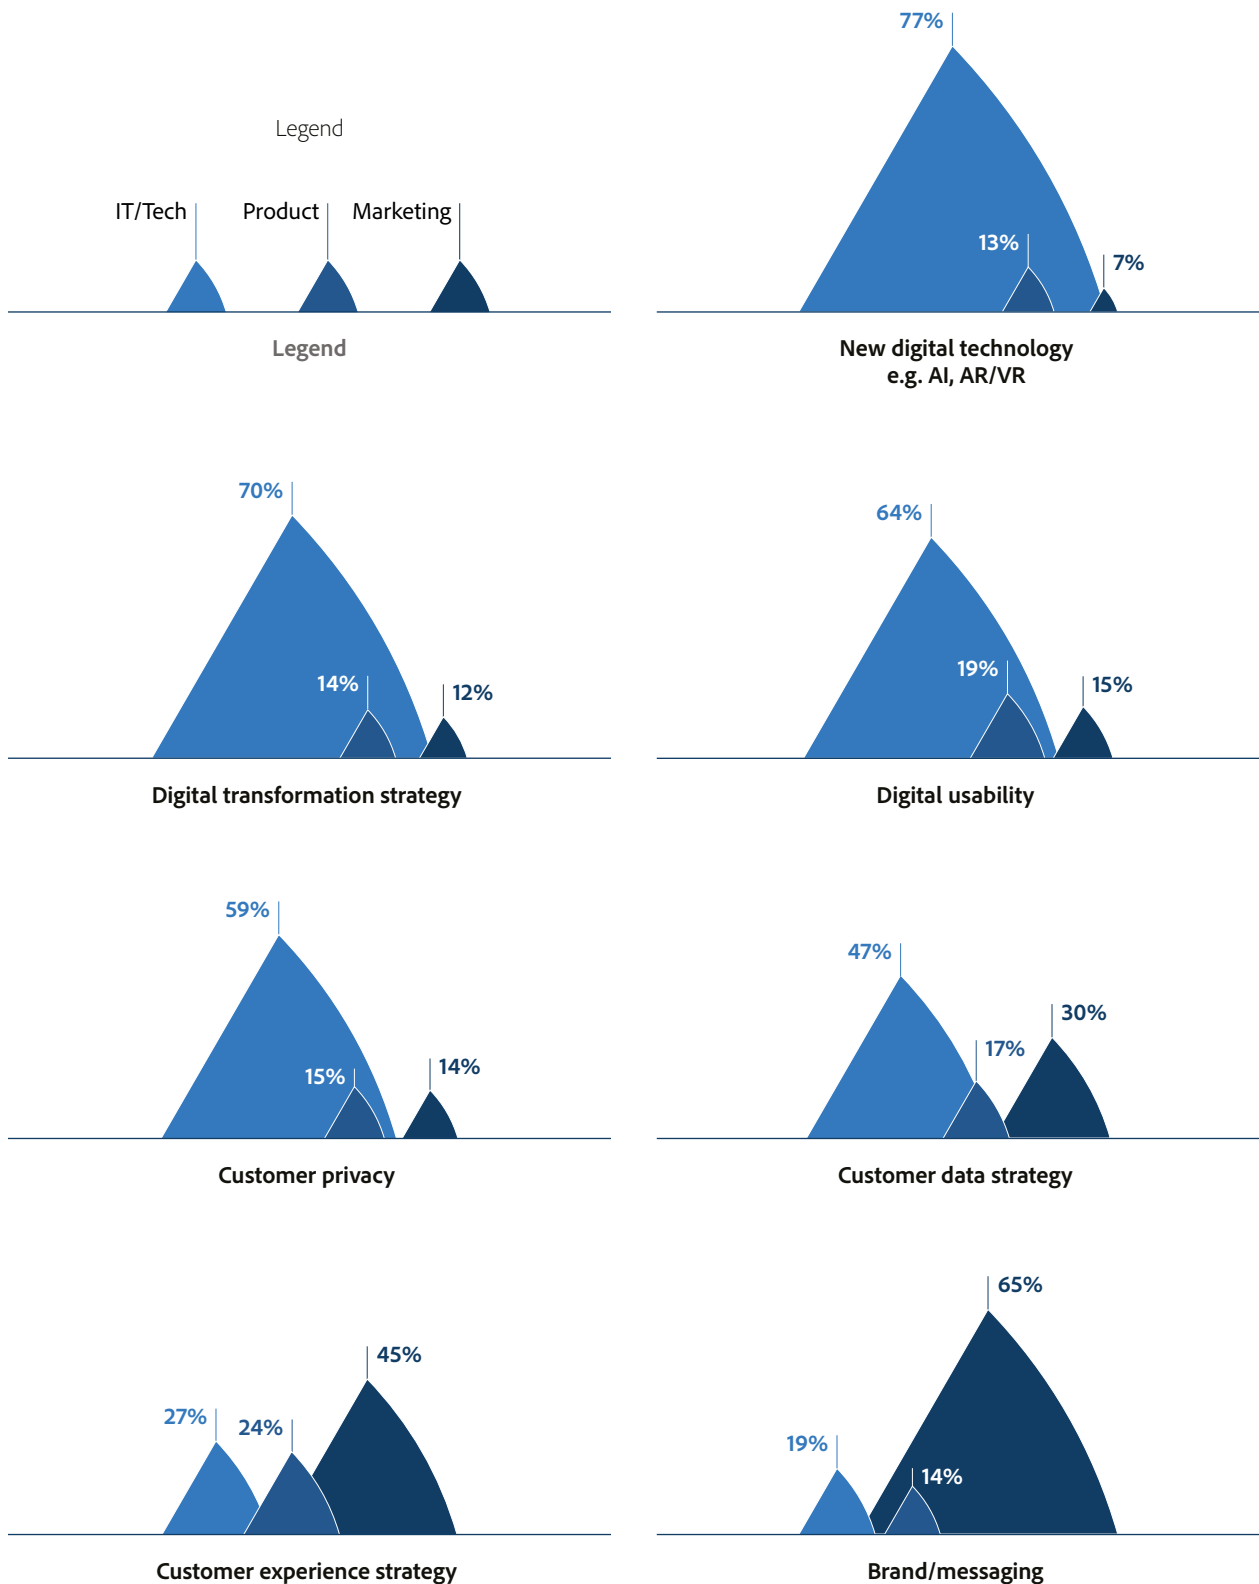 Legend
IT/Tech
Product
Marketing
Legend
77%
13%
7%
New digital technology
e.g. AI, AR/VR
70%
14%
12%
Digital transformation strategy
64%
19%
15%
Digital usability
59%
15%
14%
Customer privacy
47%
17%
30%
Customer data strategy
27%
24%
45%
Customer experience strategy
19%
14%
65%
Brand/messaging